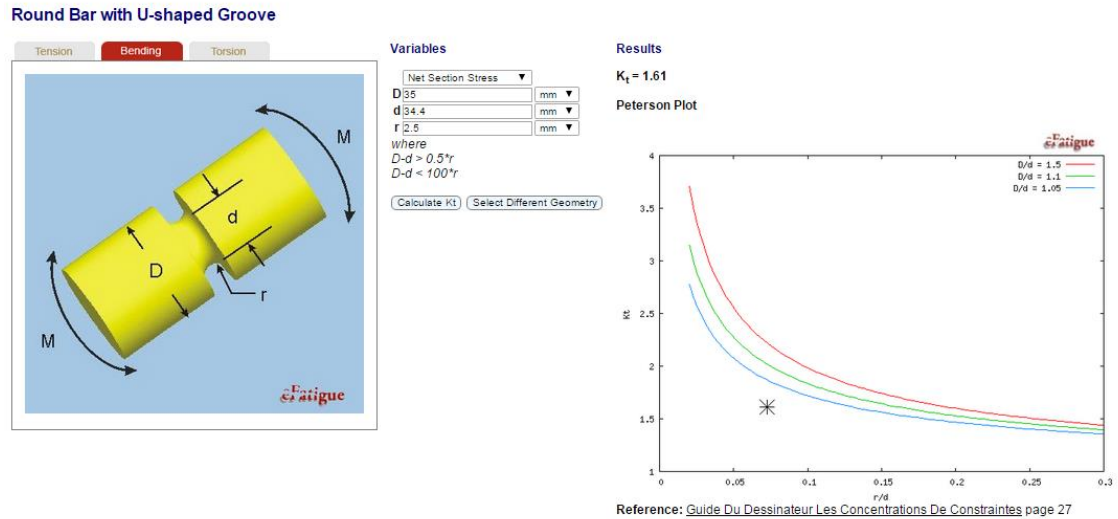 Round Bar with U-shaped Groove
Tension Bending Torsion
M
d
D
r
M
eFatigue
Variables
Net Section Stress ▼
D 35 mm ▼
d 34.4 mm ▼
r 2.5 mm ▼
where
D-d > 0.5*r
D-d < 100*r
Calculate Kt Select Different Geometry
Results
Kt = 1.61
Peterson Plot
eFatigue
D/d = 1.5
D/d = 1.1
D/d = 1.05
4
3.5
3
2.5
2
1.5
1
Kt
0 0.05 0.1 0.15 0.2 0.25 0.3
r/d
Reference: Guide Du Dessinateur Les Concentrations De Constraintes page 27